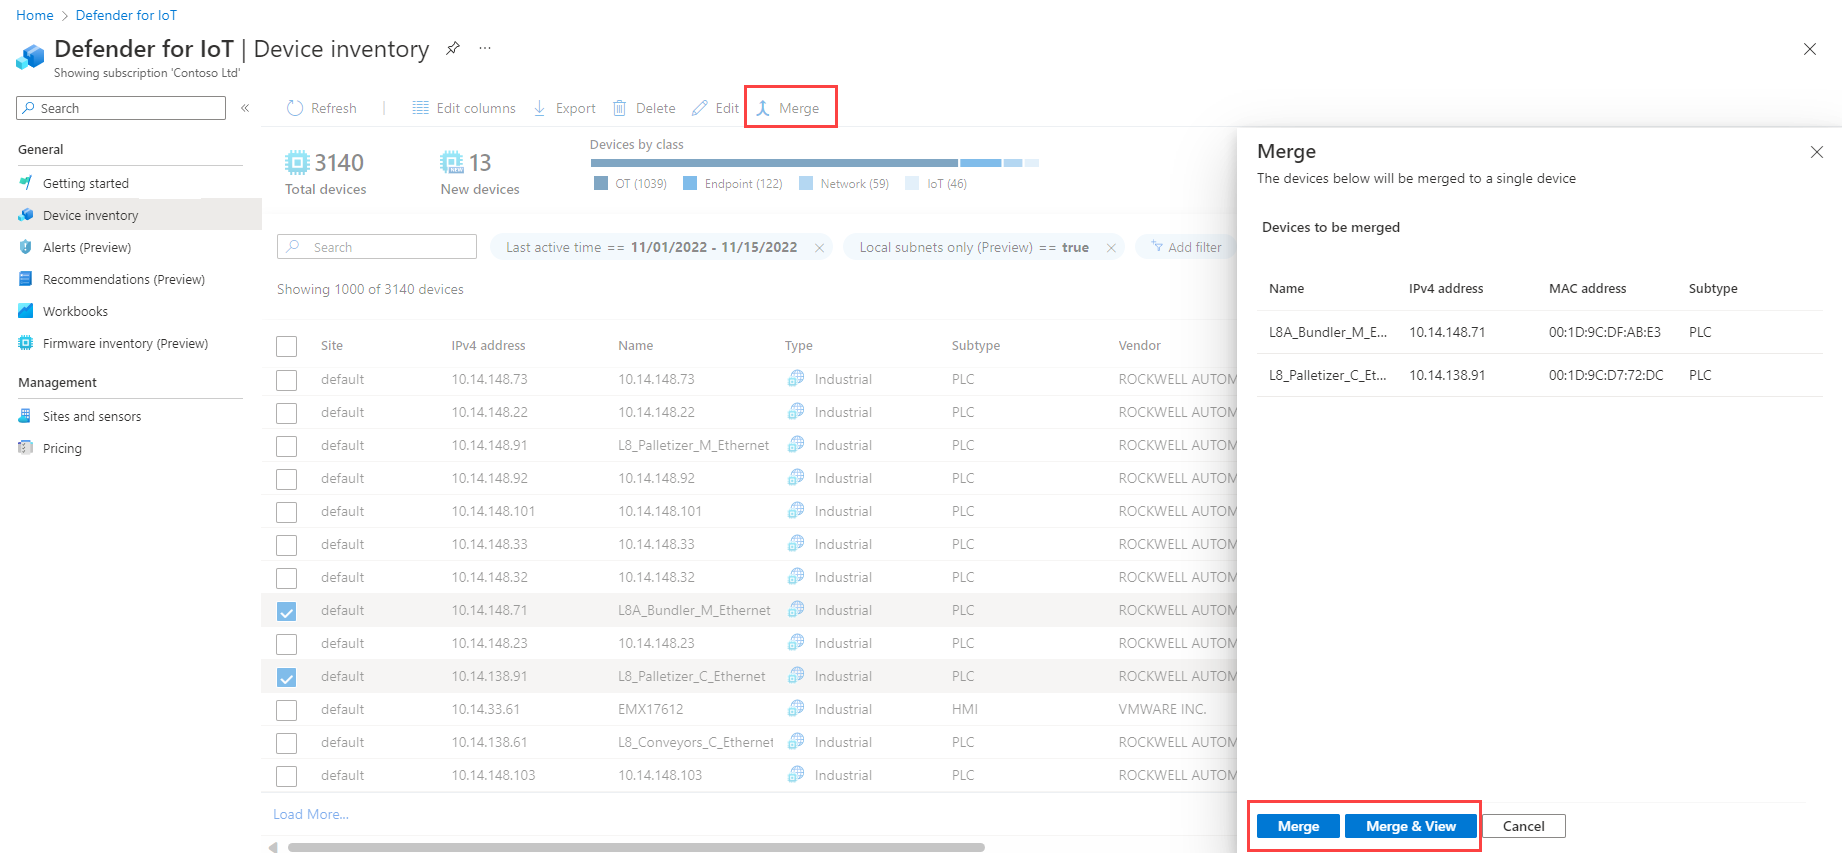 Home > Defender for IoT
Defender for IoT | Device inventory ...
Showing subscription 'Contoso Ltd'
Search «
General
Getting started
Device inventory
Alerts (Preview)
Recommendations (Preview)
Workbooks
Firmware inventory (Preview)
Management
Sites and sensors
Pricing
Refresh | Edit columns Export Delete Edit Merge
3140
Total devices
NEW 13
New devices
Devices by class
OT (1039) Endpoint (122) Network (59) IoT (46)
Search Last active time == 11/01/2022 - 11/15/2022 Local subnets only (Preview) == true Add filter
Showing 1000 of 3140 devices
Site IPv4 address Name Type Subtype Vendor
default 10.14.148.73 10.14.148.73 Industrial PLC ROCKWELL AUTOM
default 10.14.148.22 10.14.148.22 Industrial PLC ROCKWELL AUTOM
default 10.14.148.91 L8_Palletizer_M_Ethernet Industrial PLC ROCKWELL AUTOM
default 10.14.148.92 10.14.148.92 Industrial PLC ROCKWELL AUTOM
default 10.14.148.101 10.14.148.101 Industrial PLC ROCKWELL AUTOM
default 10.14.148.33 10.14.148.33 Industrial PLC ROCKWELL AUTOM
default 10.14.148.32 10.14.148.32 Industrial PLC ROCKWELL AUTOM
default 10.14.148.71 L8A_Bundler_M_Ethernet Industrial PLC ROCKWELL AUTOM
default 10.14.148.23 10.14.148.23 Industrial PLC ROCKWELL AUTOM
default 10.14.138.91 L8_Palletizer_C_Ethernet Industrial PLC ROCKWELL AUTOM
default 10.14.33.61 EMX17612 Industrial HMI VMWARE INC.
default 10.14.138.61 L8_Conveyors_C_Ethernet Industrial PLC ROCKWELL AUTOM
default 10.14.148.103 10.14.148.103 Industrial PLC ROCKWELL AUTOM
Load More...
Merge
The devices below will be merged to a single device
Devices to be merged
Name IPv4 address MAC address Subtype
L8A_Bundler_M_E... 10.14.148.71 00:1D:9C:DF:AB:E3 PLC
L8_Palletizer_C_Et... 10.14.138.91 00:1D:9C:D7:72:DC PLC
Merge Merge & View Cancel